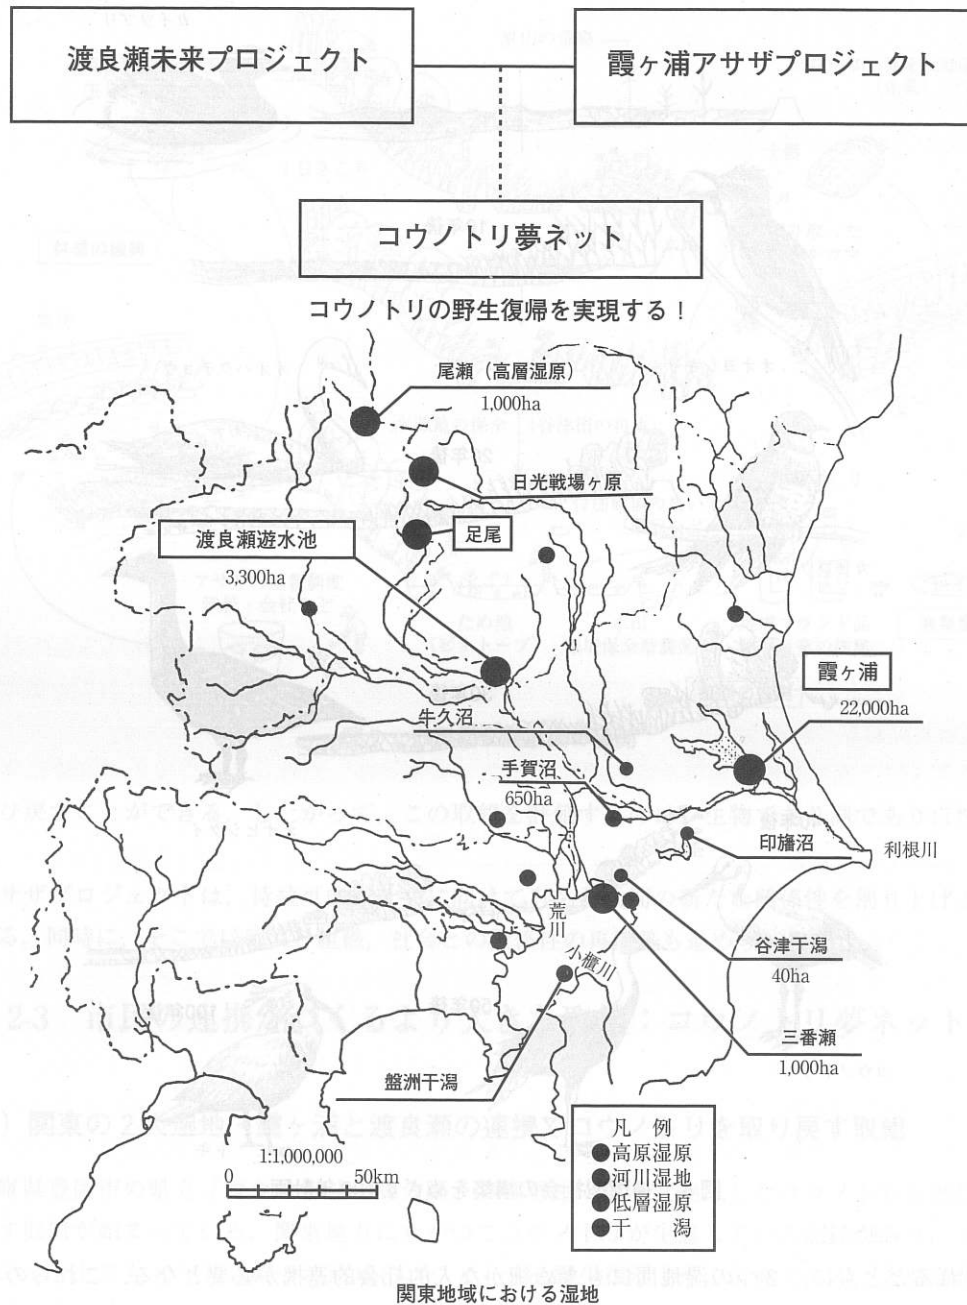 渡良瀬未来プロジェクト
霞ヶ浦アサザプロジェクト
コウノトリ夢ネット
コウノトリの野生復帰を実現する!
尾瀬(高層湿原)
1,000ha
日光戦場ヶ原
足尾
渡良瀬遊水池
3,300ha
霞ヶ浦
22,000ha
牛久沼
手賀沼
650ha
印旛沼
利根川
荒川
谷津干潟
40ha
小櫃川
三番瀬
1,000ha
盤洲干潟
凡 例
●高原湿原
●河川湿地
●低層湿原
●干 潟
1:1,000,000
0 50km
関東地域における湿地